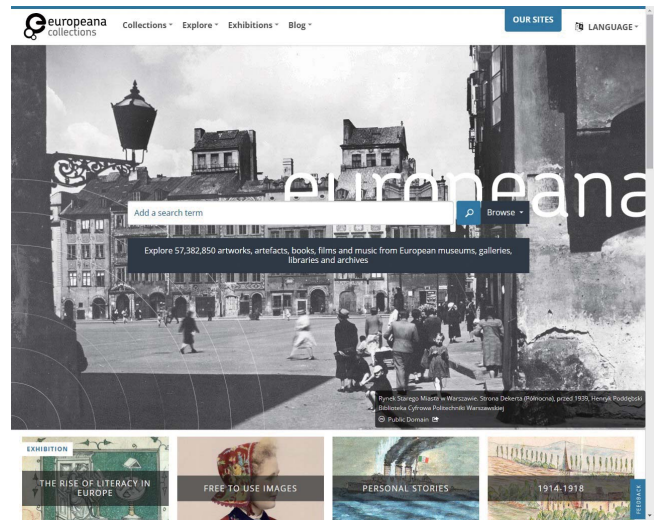 europeana
collections
Collections
Explore
Exhibitions
Blog
OUR SITES
LANGUAGE
europeana
Add a search term
Browse
Explore 57,382,850 artworks, artefacts, books, films and music from European museums, galleries,
libraries and archives
Rynek Starego Miasta w Warszawie. Strona Dekerta (Północna), przed 1939, Henryk Poddębski
Biblioteka Cyfrowa Politechniki Warszawskiej
Public Domain
EXHIBITION
THE RISE OF LITERACY IN
EUROPE
FREE TO USE IMAGES
PERSONAL STORIES
1914-1918
FEEDBACK